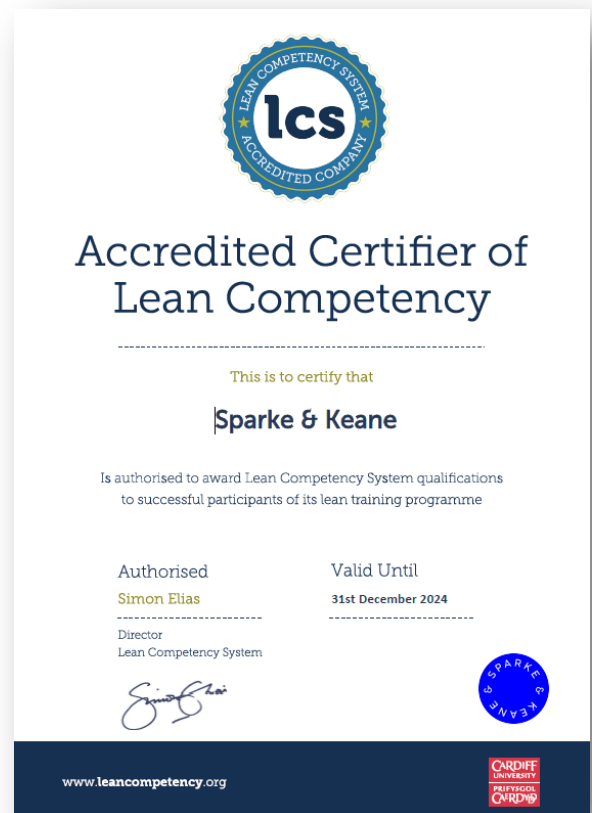 LEAN COMPETENCY SYSTEM
lcs
ACCREDITED COMPANY
Accredited Certifier of
Lean Competency
This is to certify that
Sparke & Keane
Is authorised to award Lean Competency System qualifications
to successful participants of its lean training programme
Authorised
Simon Elias
Director
Lean Competency System
Valid Until
31st December 2024
SPARKE & KEANE &
www.leancompetency.org
CARDIFF
UNIVERSITY
PRIFYSGOL
CAERDYDD